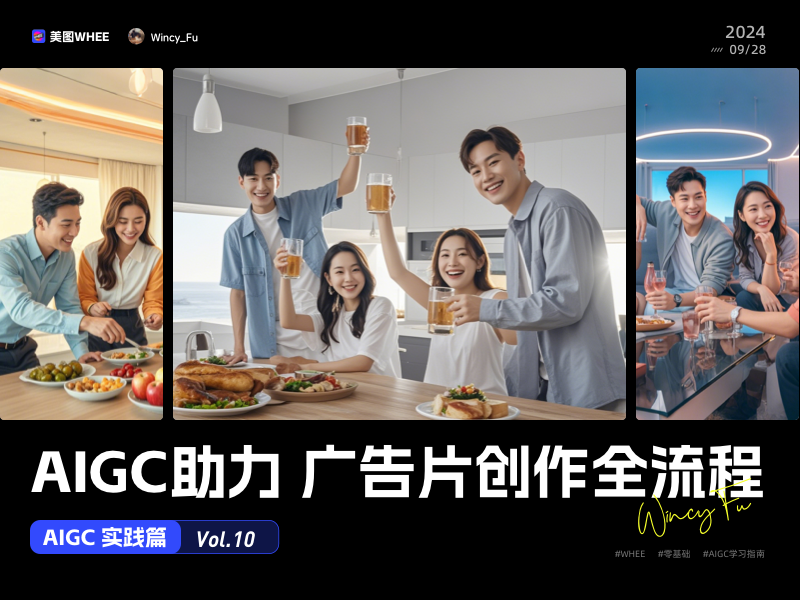 美图WHEE
Wincy_Fu
2024
//// 09/28
AIGC助力 广告片创作全流程
Wincy Fu
AIGC 实践篇
Vol.10
#WHEE #零基础 #AIGC学习指南